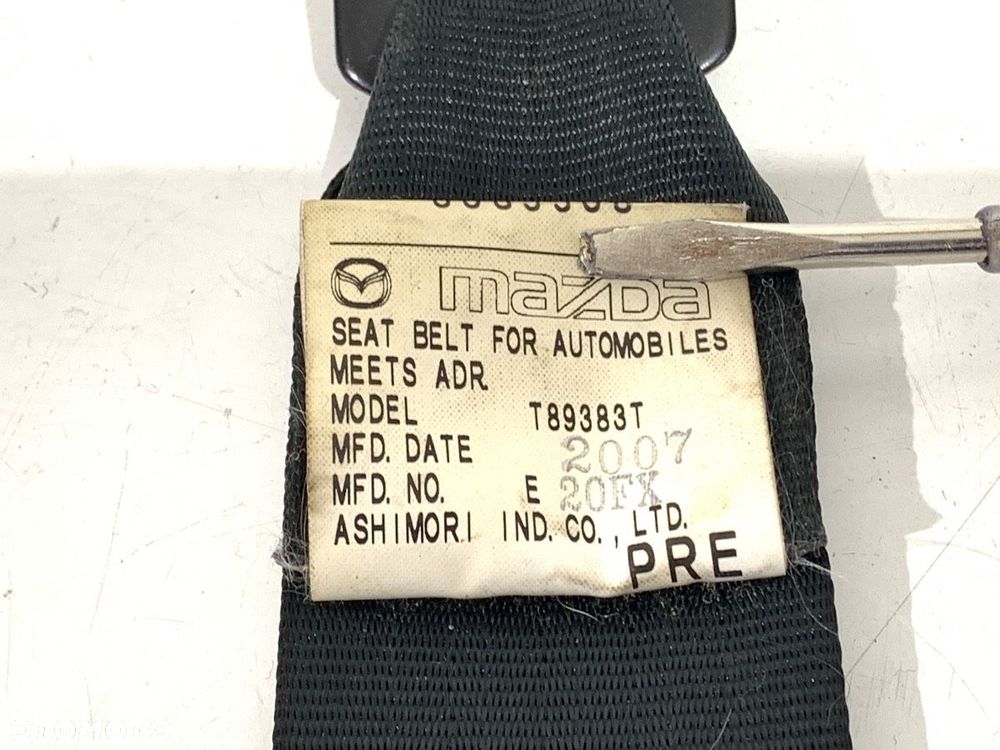 mazda
SEAT BELT FOR AUTOMOBILES
MEETS ADR.
MODEL T89383T
MFD. DATE 2007
MFD. NO. E 20FX
ASHIMORI IND. CO., LTD.
PRE